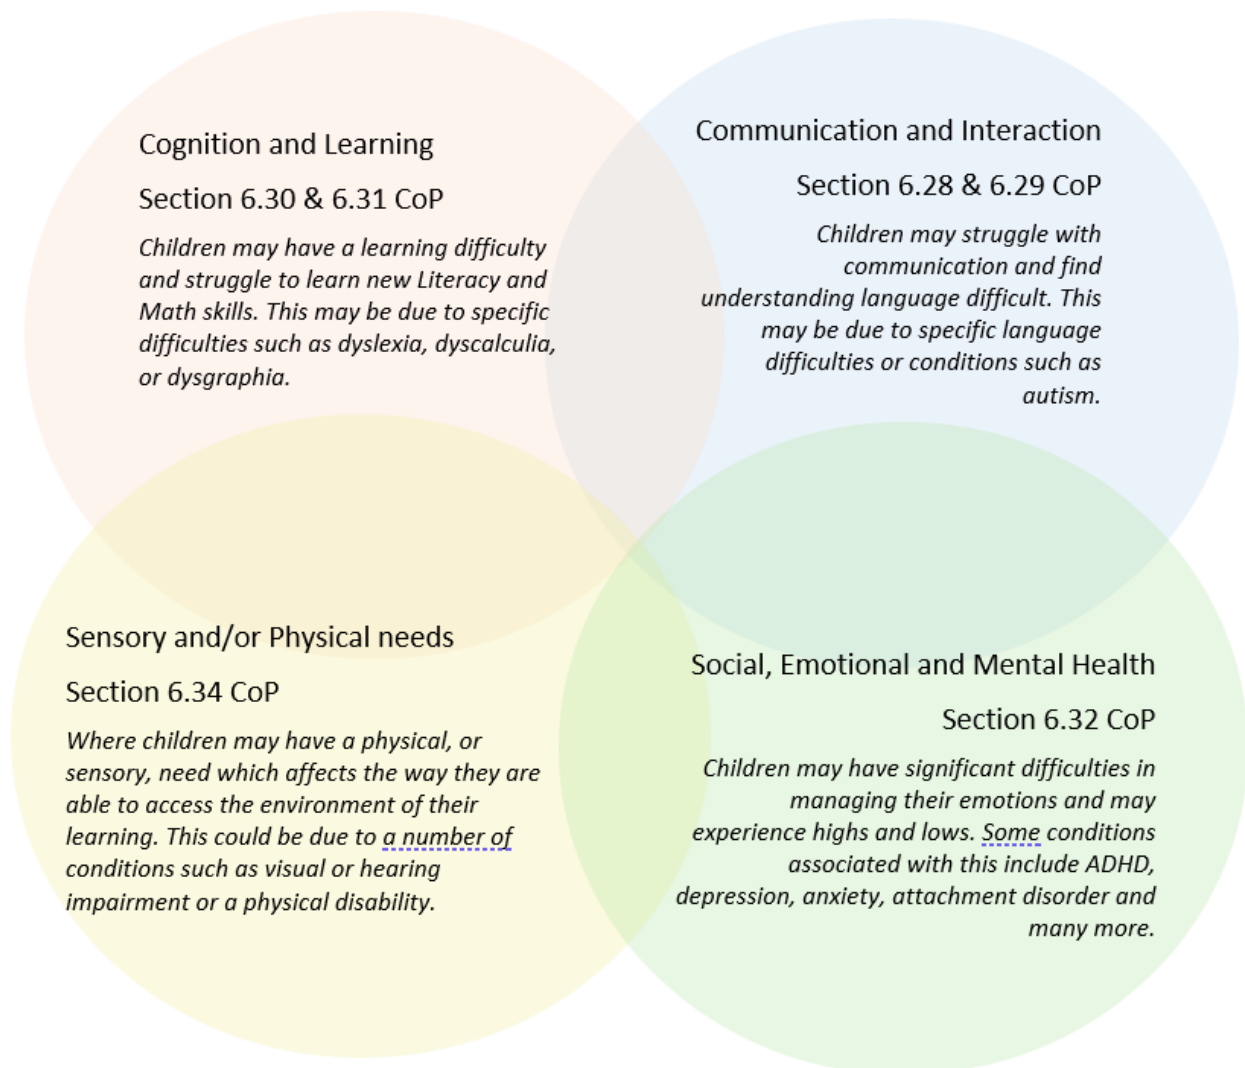 Cognition and Learning
Section 6.30 & 6.31 CoP
Children may have a learning difficulty
and struggle to learn new Literacy and
Math skills. This may be due to specific
difficulties such as dyslexia, dyscalculia,
or dysgraphia.
Communication and Interaction
Section 6.28 & 6.29 CoP
Children may struggle with
communication and find
understanding language difficult. This
may be due to specific language
difficulties or conditions such as
autism.
Sensory and/or Physical needs
Section 6.34 CoP
Where children may have a physical, or
sensory, need which affects the way they are
able to access the environment of their
learning. This could be due to a number of
conditions such as visual or hearing
impairment or a physical disability.
Social, Emotional and Mental Health
Section 6.32 CoP
Children may have significant difficulties in
managing their emotions and may
experience highs and lows. Some conditions
associated with this include ADHD,
depression, anxiety, attachment disorder and
many more.